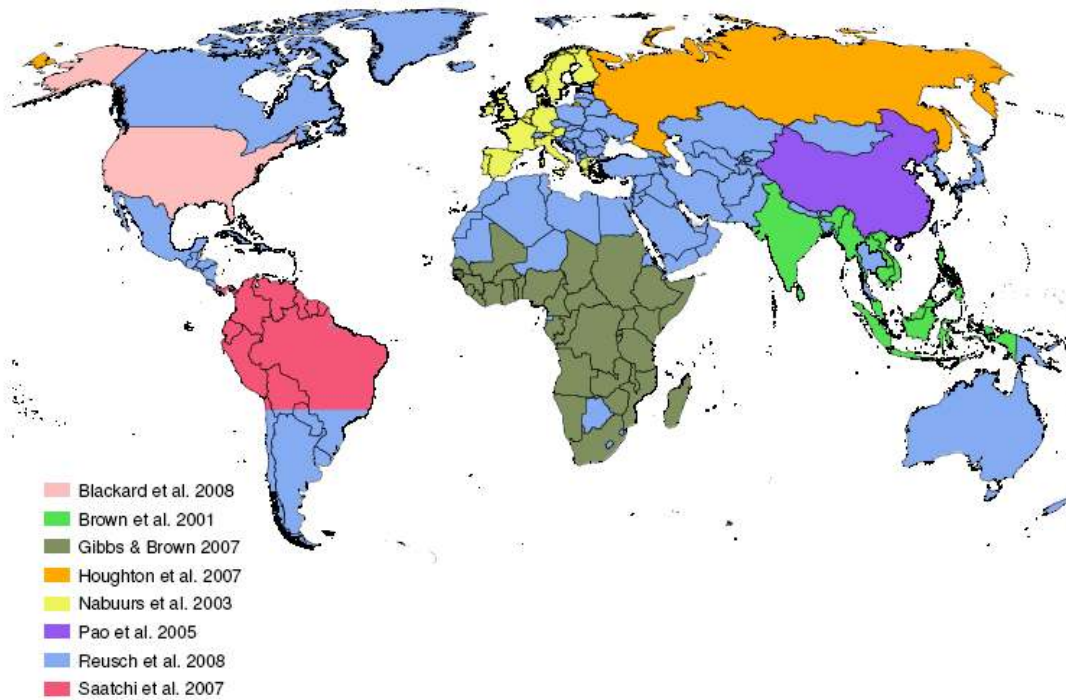 Blackard et al. 2008
Brown et al. 2001
Gibbs & Brown 2007
Houghton et al. 2007
Nabuurs et al. 2003
Pao et al. 2005
Reusch et al. 2008
Saatchi et al. 2007